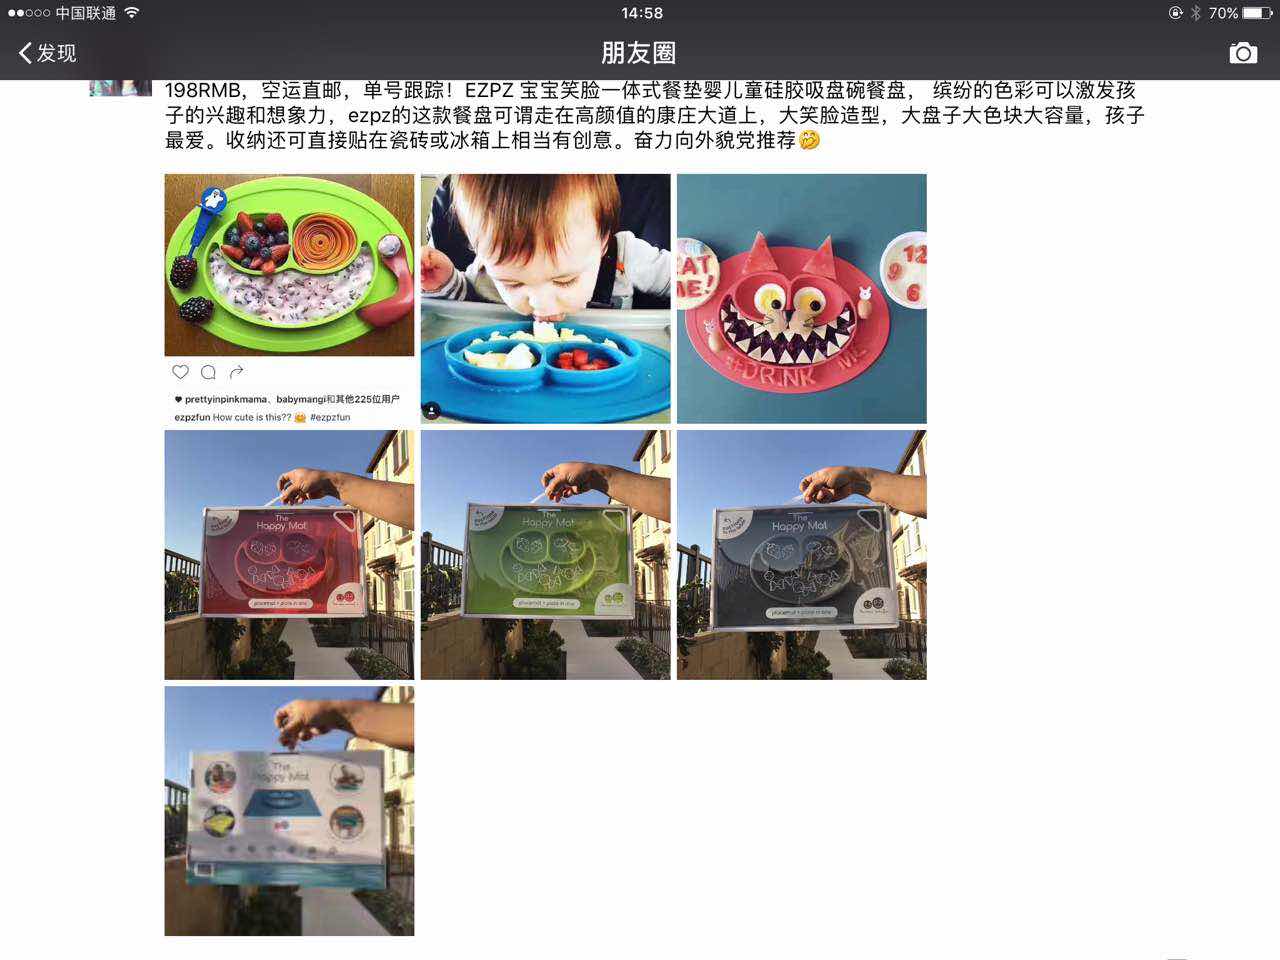 中国联通
14:58
70%
发现
朋友圈
198RMB，空运直邮，单号跟踪！EZPZ 宝宝笑脸一体式餐垫婴儿童硅胶吸盘碗餐盘， 缤纷的色彩可以激发孩
子的兴趣和想象力，ezpz的这款餐盘可谓走在高颜值的康庄大道上，大笑脸造型，大盘子大色块大容量，孩子
最爱。收纳还可直接贴在瓷砖或冰箱上相当有创意。奋力向外貌党推荐🤭
prettyinpinkmama、babymangi和其他225位用户
ezpzfun How cute is this?? 🤗 #ezpzfun
EAT
ME!
12
9
6
DRINK ME
The
Happy Mat
placemat + plate in one
The
Happy Mat
placemat + plate in one
The
Happy Mat
placemat + plate in one
The
Happy Mat